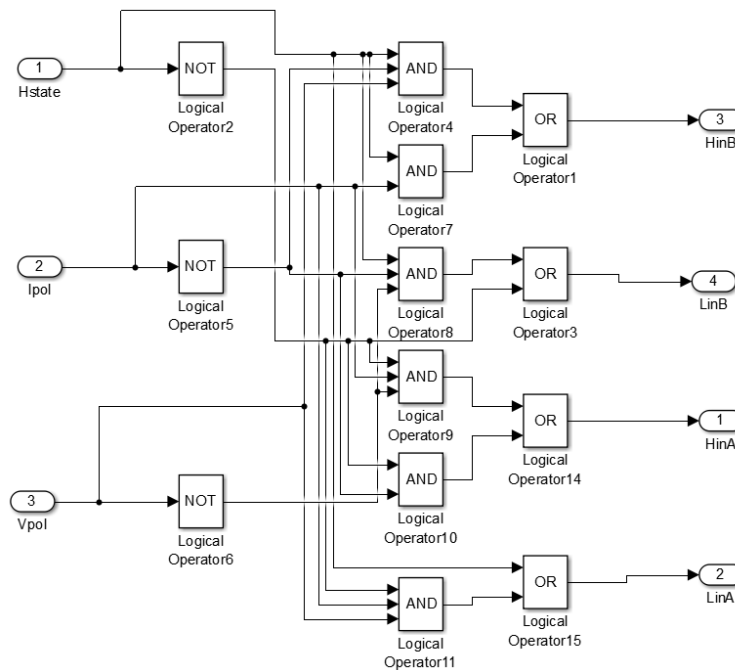 1
Hstate
NOT
Logical
Operator2
AND
Logical
Operator4
OR
Logical
Operator1
3
HinB
AND
Logical
Operator7
2
Ipol
NOT
Logical
Operator5
AND
Logical
Operator8
OR
Logical
Operator3
4
LinB
AND
Logical
Operator9
OR
Logical
Operator14
1
HinA
3
Vpol
NOT
Logical
Operator6
AND
Logical
Operator10
AND
Logical
Operator11
OR
Logical
Operator15
2
LinA